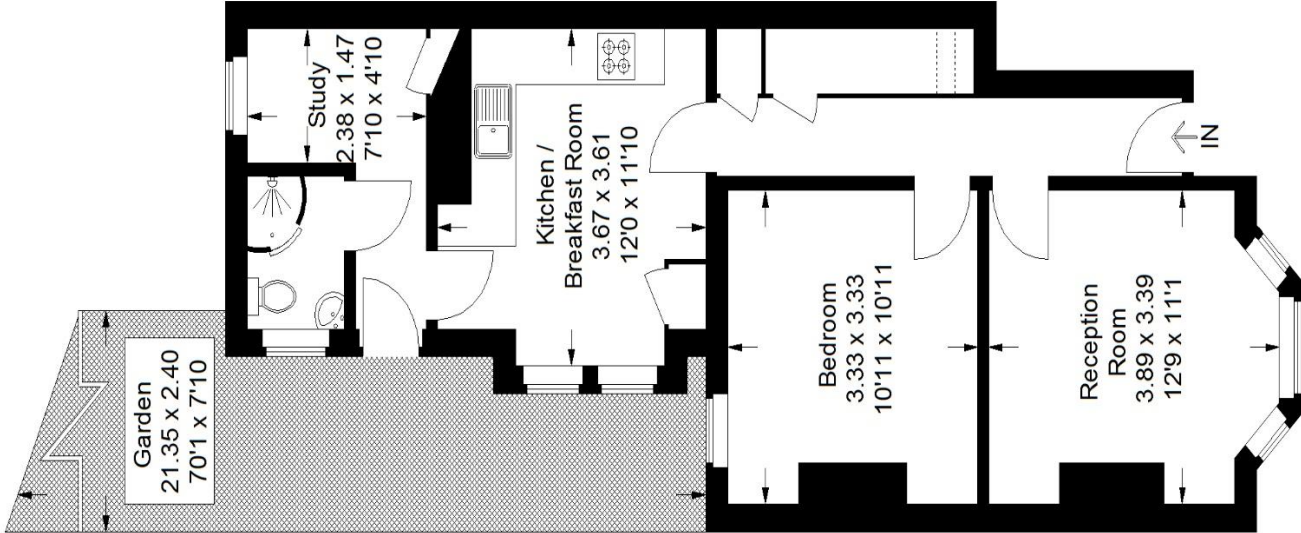 Study
2.38 x 1.47
7'10 x 4'10
Kitchen /
Breakfast Room
3.67 x 3.61
12'0 x 11'10
IN
Garden
21.35 x 2.40
70'1 x 7'10
Bedroom
3.33 x 3.33
10'11 x 10'11
Reception
Room
3.89 x 3.39
12'9 x 11'1